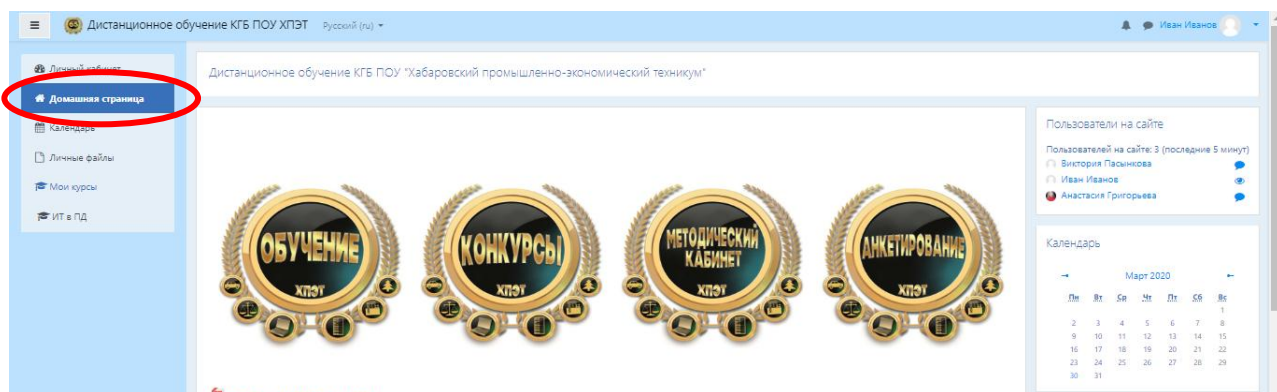 Дистанционное обучение КГБ ПОУ ХПЭТ Русский (ru)
Иван Иванов
Личный кабинет
Домашняя страница
Календарь
Личные файлы
Мои курсы
ИТ в ПД
Дистанционное обучение КГБ ПОУ "Хабаровский промышленно-экономический техникум"
ОБУЧЕНИЕ
ХПЭТ
КОНКУРСЫ
ХПЭТ
МЕТОДИЧЕСКИЙ
КАБИНЕТ
ХПЭТ
АНКЕТИРОВАНИЕ
ХПЭТ
Пользователи на сайте
Пользователей на сайте: 3 (последние 5 минут)
Виктория Пасынкова
Иван Иванов
Анастасия Григорьева
Календарь
Март 2020
Пн Вт Ср Чт Пт Сб Вс
1
2 3 4 5 6 7 8
9 10 11 12 13 14 15
16 17 18 19 20 21 22
23 24 25 26 27 28 29
30 31